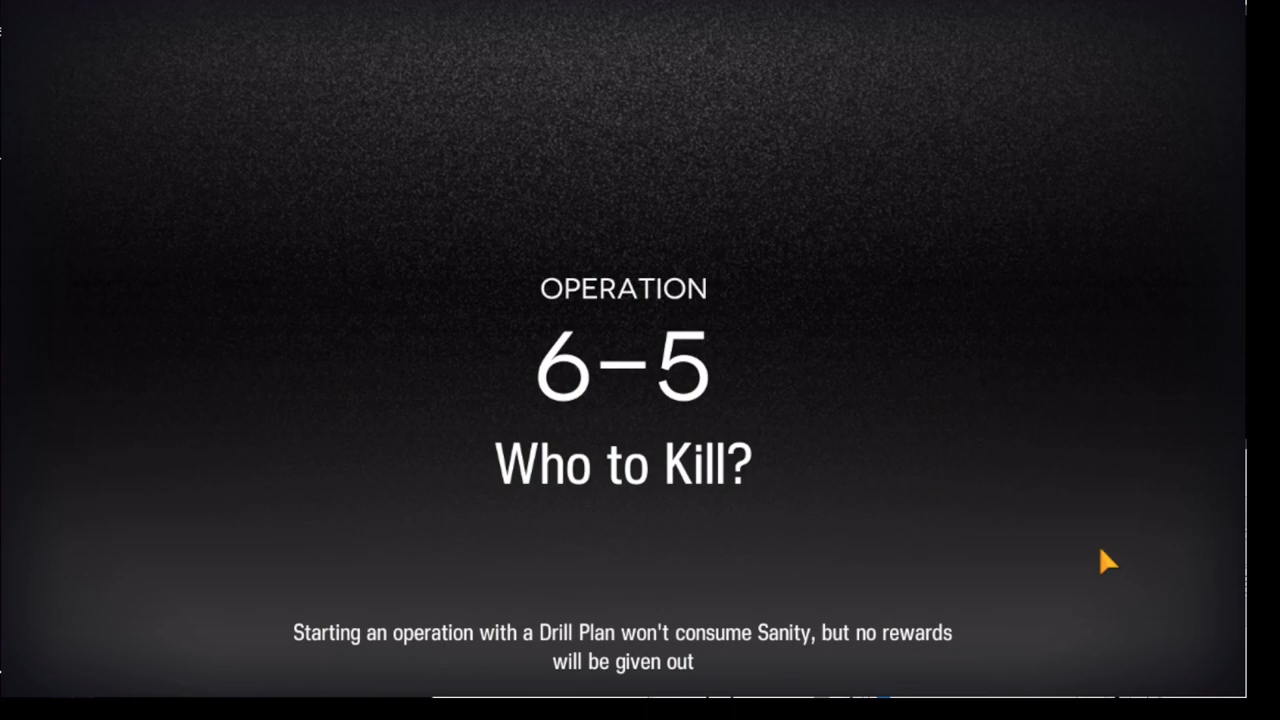 OPERATION
6-5
Who to Kill?
Starting an operation with a Drill Plan won't consume Sanity, but no rewards
will be given out